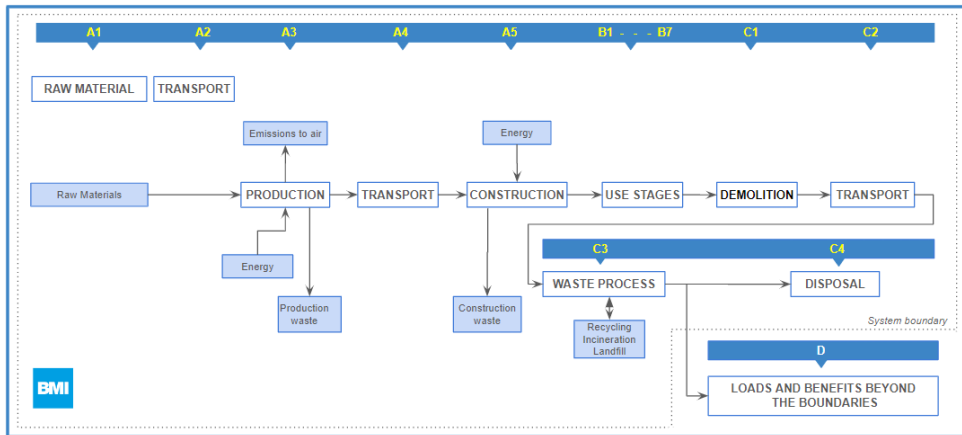 A1 A2 A3 A4 A5 B1 - - - B7 C1 C2
RAW MATERIAL TRANSPORT
Emissions to air Energy
Raw Materials PRODUCTION TRANSPORT CONSTRUCTION USE STAGES DEMOLITION TRANSPORT
C3 C4
Energy
WASTE PROCESS DISPOSAL
Production
waste
Construction
waste
Recycling
Incineration
Landfill
System boundary
D
LOADS AND BENEFITS BEYOND
THE BOUNDARIES
BMI